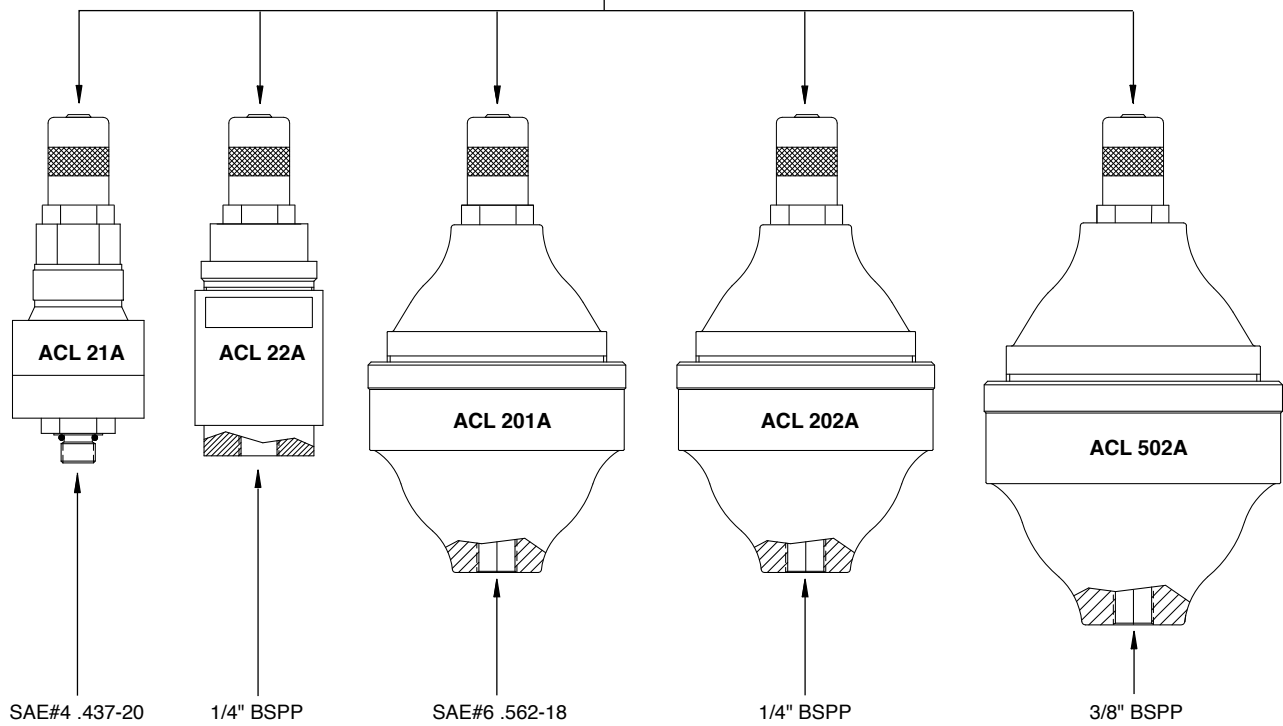 ACL 21A
ACL 22A
ACL 201A
ACL 202A
ACL 502A
SAE#4 .437-20
1/4" BSPP
SAE#6 .562-18
1/4" BSPP
3/8" BSPP